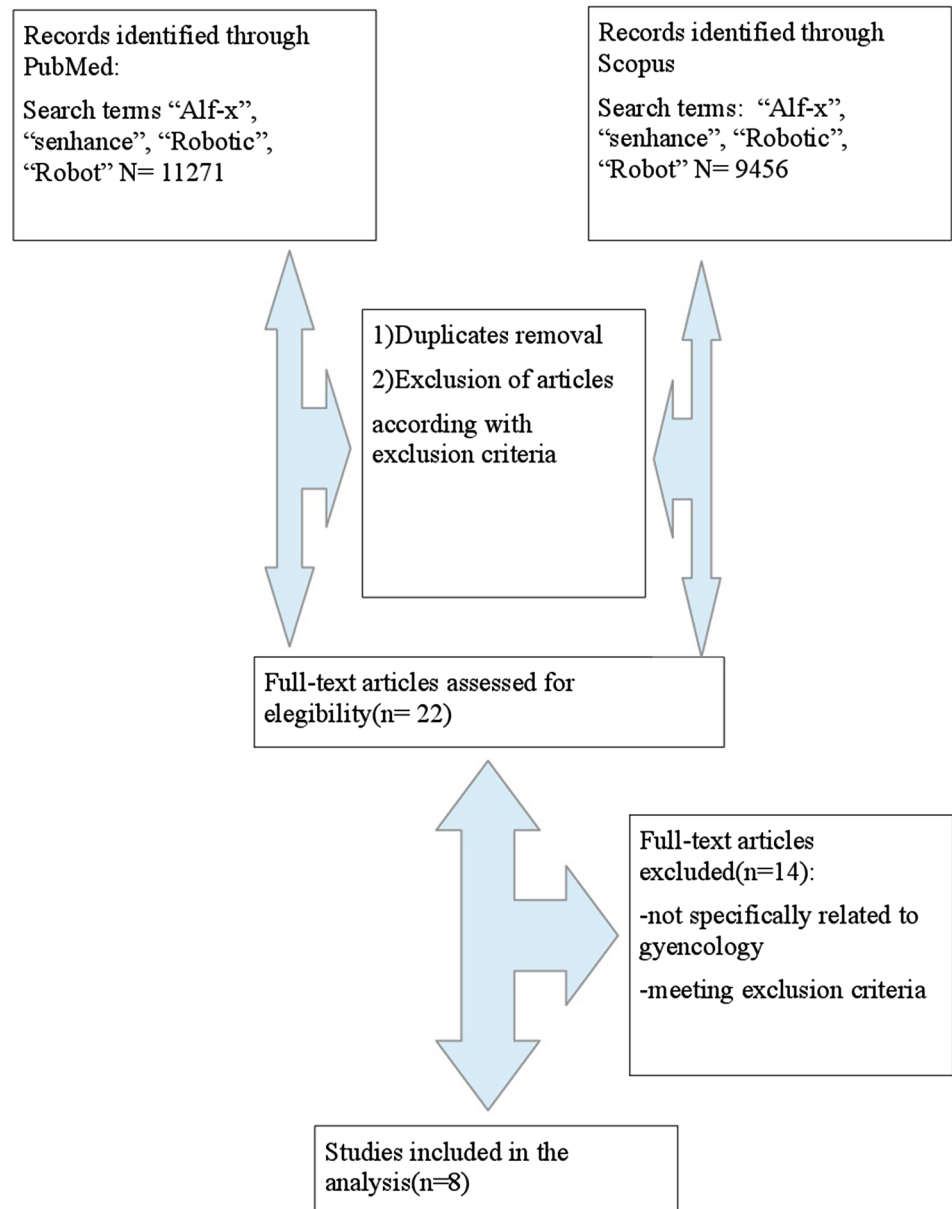 Records identified through
PubMed:
Search terms “Alf-x”,
“senhance”, “Robotic”,
“Robot” N= 11271
Records identified through
Scopus
Search terms: “Alf-x”,
“senhance”, “Robotic”,
“Robot” N= 9456
1)Duplicates removal
2)Exclusion of articles
according with
exclusion criteria
Full-text articles assessed for
elegibility(n= 22)
Full-text articles
excluded(n=14):
-not specifically related to
gyencology
-meeting exclusion criteria
Studies included in the
analysis(n=8)